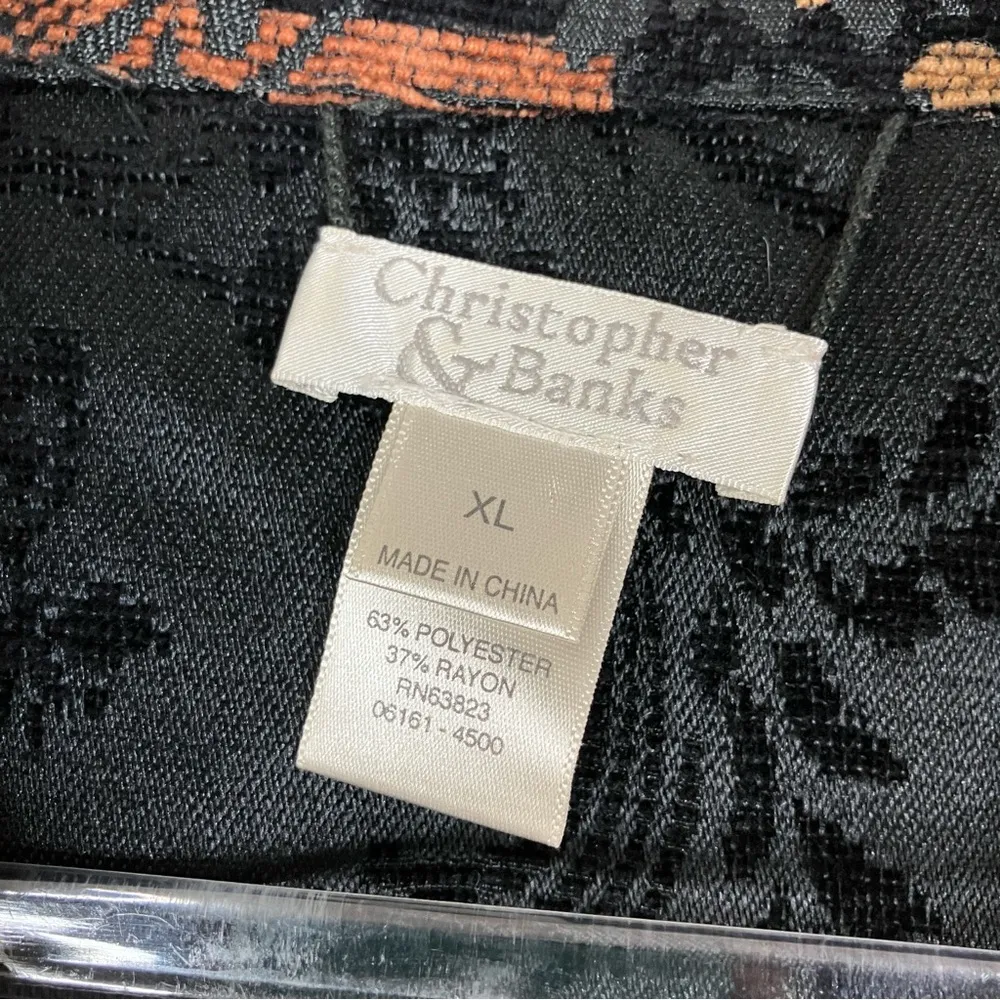 Christopher
& Banks
XL
MADE IN CHINA
63% POLYESTER
37% RAYON
RN63823
06161 - 4500